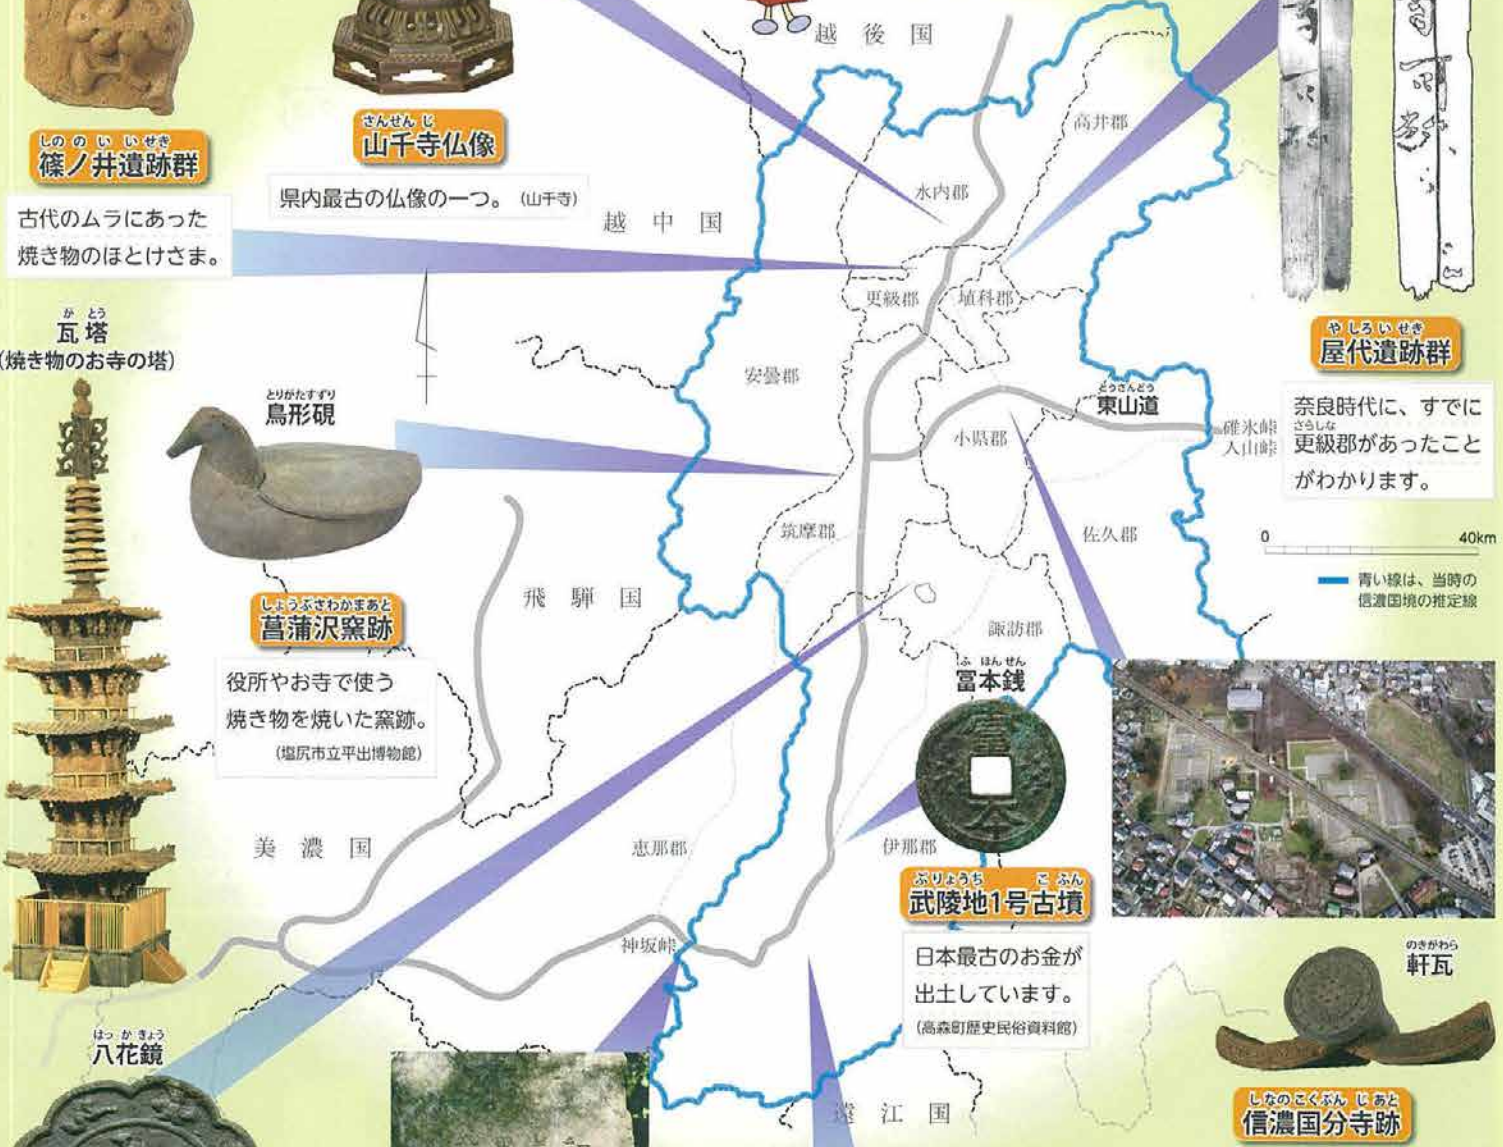 越後国
しののいいせき
篠ノ井遺跡群
古代のムラにあった
焼き物のほとけさま。
さんせんじ
山千寺仏像
県内最古の仏像の一つ。(山千寺)
越中国
高井郡
水内郡
更級郡
埴科郡
安曇郡
とうさんどう
東山道
小県郡
碓氷峠
入山峠
筑摩郡
佐久郡
諏訪郡
やしろいせき
屋代遺跡群
奈良時代に、すでに
さらしな
更級郡があったこと
がわかります。
0 40km
青い線は、当時の
信濃国境の推定線
がとう
瓦塔
(焼き物のお寺の塔)
とりがたすずり
鳥形硯
しょうぶさわかまあと
菖蒲沢窯跡
役所やお寺で使う
焼き物を焼いた窯跡。
(塩尻市立平出博物館)
飛騨国
美濃国
恵那郡
神坂峠
伊那郡
ふほんせん
富本銭
ぶりょうち こふん
武陵地1号古墳
日本最古のお金が
出土しています。
(高森町歴史民俗資料館)
遠江国
はっかきょう
八花鏡
のきがわら
軒瓦
しなのこくぶんじあと
信濃国分寺跡